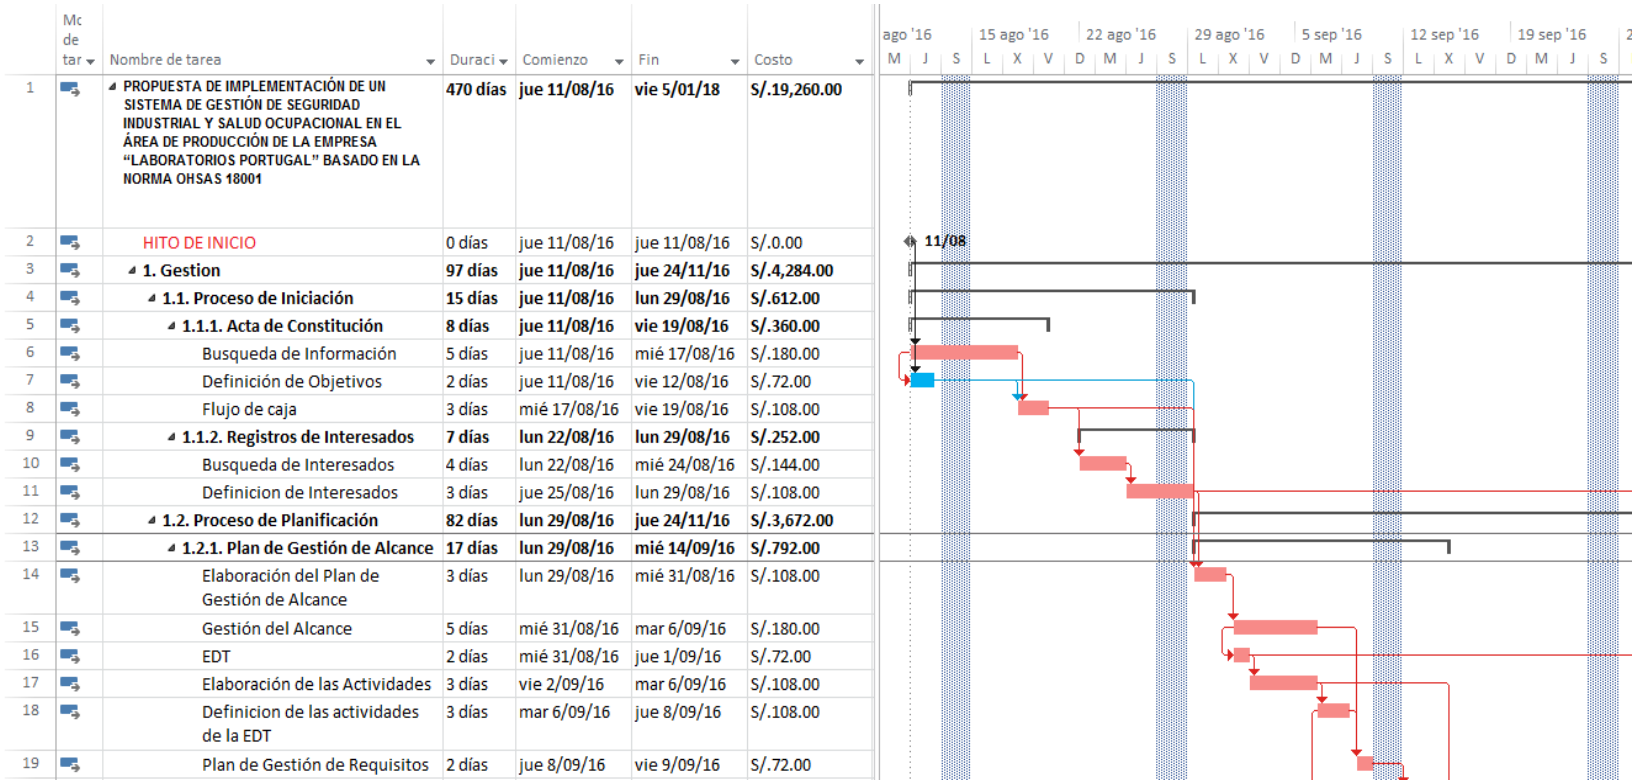 Mc
de
tar
Nombre de tarea
Duraci
Comienzo
Fin
Costo
ago '16
15 ago '16
22 ago '16
29 ago '16
5 sep '16
12 sep '16
19 sep '16
2
M J S L X V D M J S L X V D M J S L X V D M J S
1 PROPUESTA DE IMPLEMENTACIÓN DE UN 470 días jue 11/08/16 vie 5/01/18 S/.19,260.00
SISTEMA DE GESTIÓN DE SEGURIDAD
INDUSTRIAL Y SALUD OCUPACIONAL EN EL
ÁREA DE PRODUCCIÓN DE LA EMPRESA
“LABORATORIOS PORTUGAL” BASADO EN LA
NORMA OHSAS 18001
2 HITO DE INICIO 0 días jue 11/08/16 jue 11/08/16 S/.0.00 11/08
3 1. Gestion 97 días jue 11/08/16 jue 24/11/16 S/.4,284.00
4 1.1. Proceso de Iniciación 15 días jue 11/08/16 lun 29/08/16 S/.612.00
5 1.1.1. Acta de Constitución 8 días jue 11/08/16 vie 19/08/16 S/.360.00
6 Busqueda de Información 5 días jue 11/08/16 mié 17/08/16 S/.180.00
7 Definición de Objetivos 2 días jue 11/08/16 vie 12/08/16 S/.72.00
8 Flujo de caja 3 días mié 17/08/16 vie 19/08/16 S/.108.00
9 1.1.2. Registros de Interesados 7 días lun 22/08/16 lun 29/08/16 S/.252.00
10 Busqueda de Interesados 4 días lun 22/08/16 mié 24/08/16 S/.144.00
11 Definicion de Interesados 3 días jue 25/08/16 lun 29/08/16 S/.108.00
12 1.2. Proceso de Planificación 82 días lun 29/08/16 jue 24/11/16 S/.3,672.00
13 1.2.1. Plan de Gestión de Alcance 17 días lun 29/08/16 mié 14/09/16 S/.792.00
14 Elaboración del Plan de 3 días lun 29/08/16 mié 31/08/16 S/.108.00
Gestión de Alcance
15 Gestión del Alcance 5 días mié 31/08/16 mar 6/09/16 S/.180.00
16 EDT 2 días mié 31/08/16 jue 1/09/16 S/.72.00
17 Elaboración de las Actividades 3 días vie 2/09/16 mar 6/09/16 S/.108.00
18 Definicion de las actividades 3 días mar 6/09/16 jue 8/09/16 S/.108.00
de la EDT
19 Plan de Gestión de Requisitos 2 días jue 8/09/16 vie 9/09/16 S/.72.00